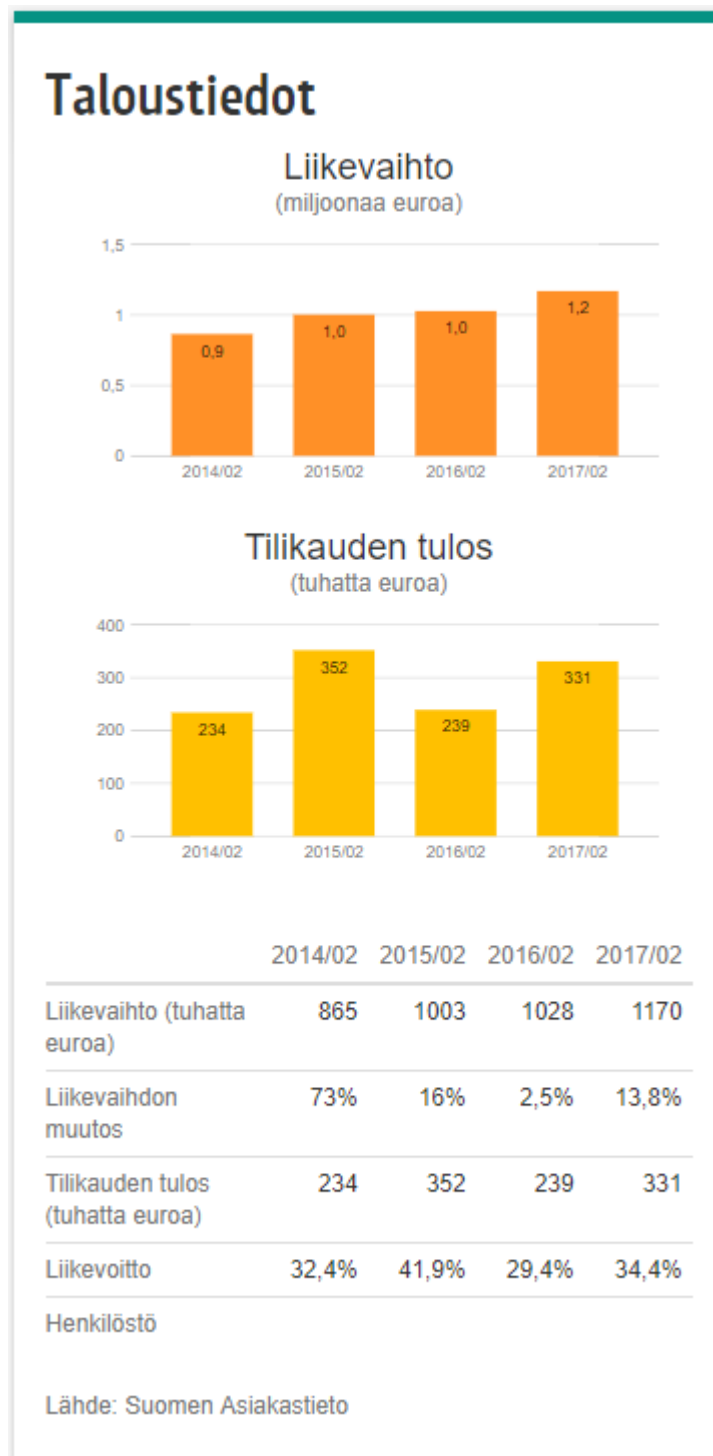 Taloustiedot
Liikevaihto
(miljoonaa euroa)
1,5
1
0,5
0
0,9
1,0
1,0
1,2
2014/02 2015/02 2016/02 2017/02
Tilikauden tulos
(tuhatta euroa)
400
300
200
100
0
234
352
239
331
2014/02 2015/02 2016/02 2017/02
2014/02 2015/02 2016/02 2017/02
Liikevaihto (tuhatta 865 1003 1028 1170
euroa)
Liikevaihdon 73% 16% 2,5% 13,8%
muutos
Tilikauden tulos 234 352 239 331
(tuhatta euroa)
Liikevoitto 32,4% 41,9% 29,4% 34,4%
Henkilöstö
Lähde: Suomen Asiakastieto